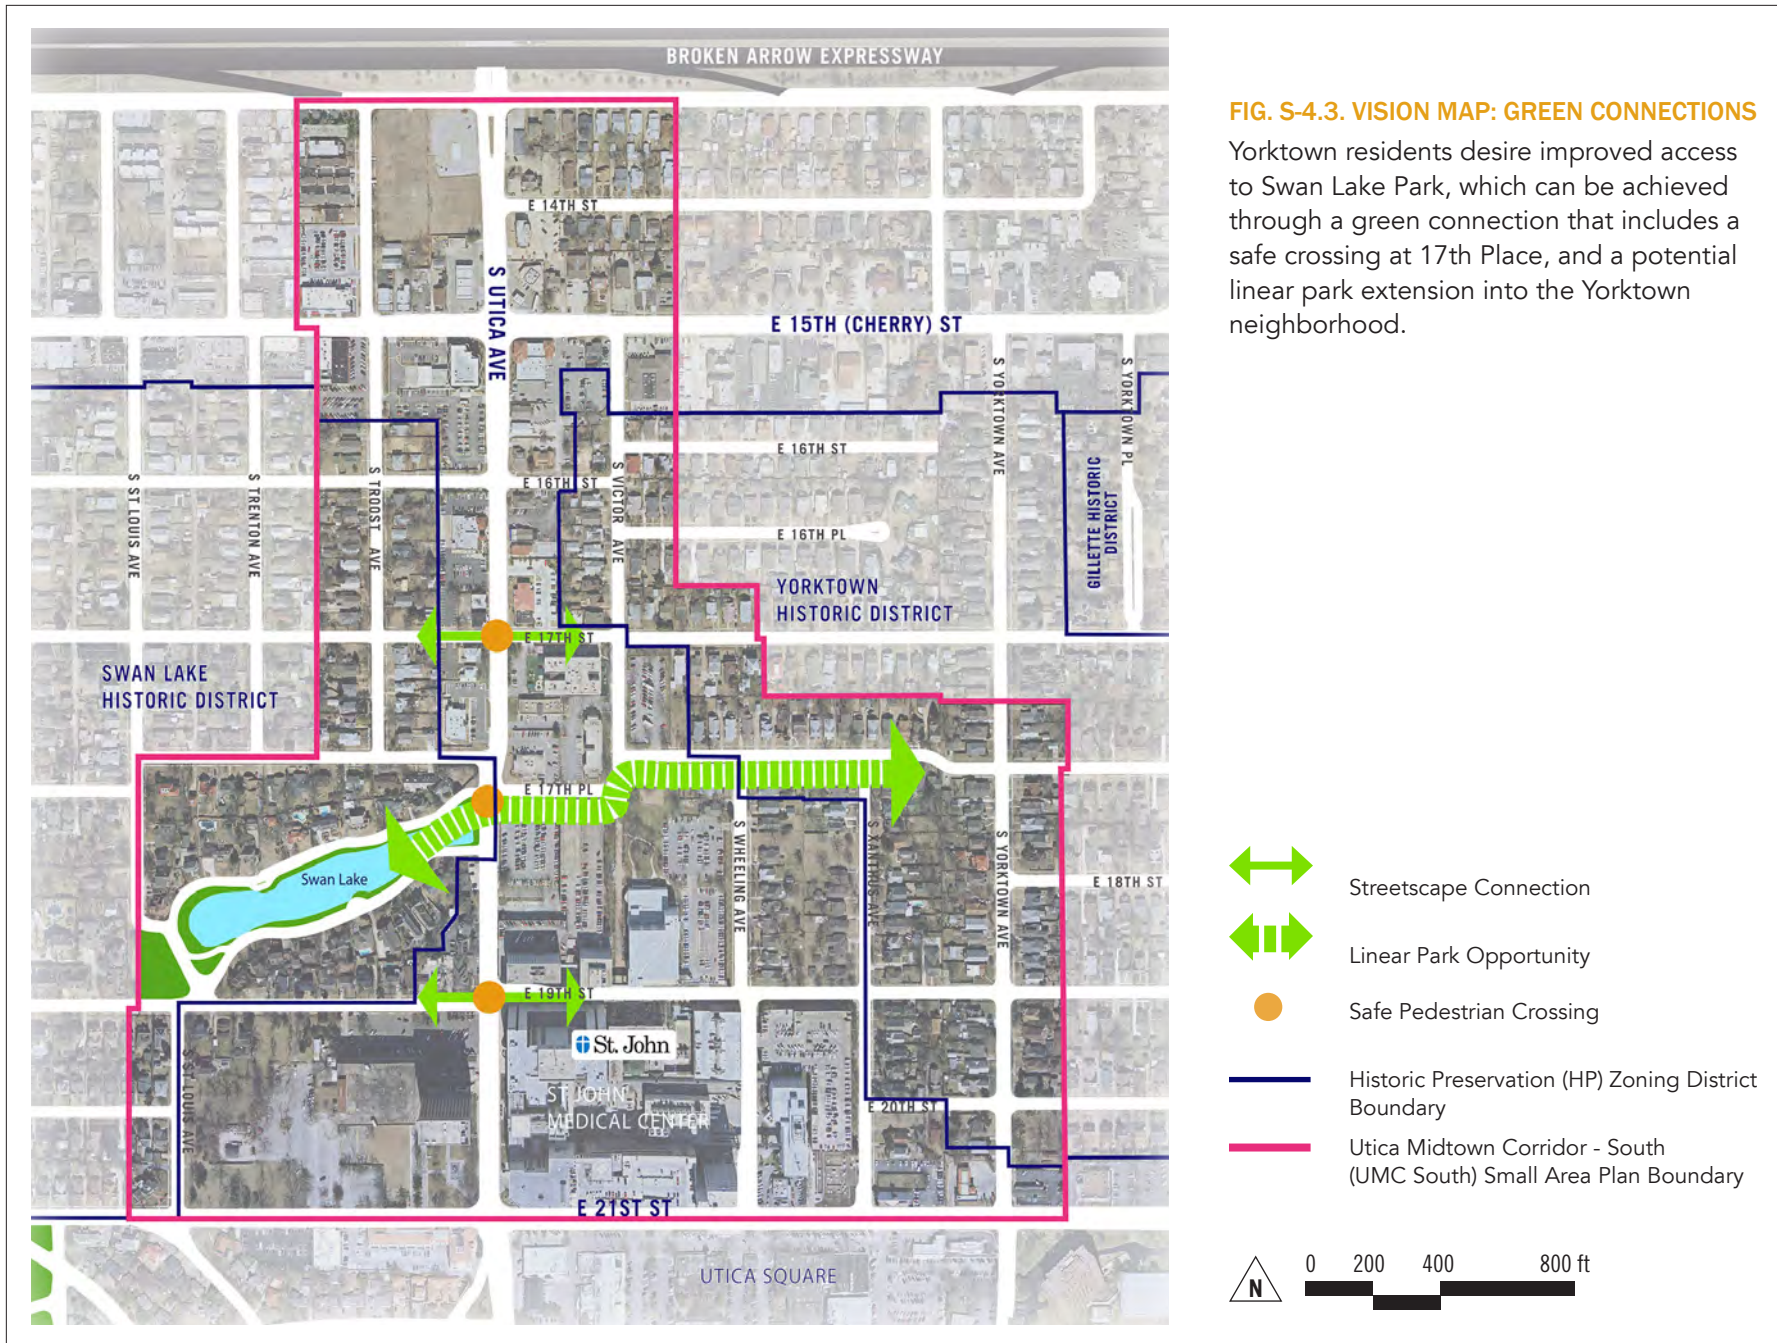 BROKEN ARROW EXPRESSWAY
E 14TH ST
S UTICA AVE
E 15TH (CHERRY) ST
S YORKTOWN AVE
S YORKTOWN PL
E 16TH ST
E 16TH ST
S ST LOUIS AVE
S TRENTON AVE
S TROOST AVE
S VICTOR AVE
E 16TH PL
GILLETTE HISTORIC
DISTRICT
YORKTOWN
HISTORIC DISTRICT
E 17TH ST
SWAN LAKE
HISTORIC DISTRICT
E 17TH PL
S WHEELING AVE
S XANTHUS AVE
S YORKTOWN AVE
Swan Lake
E 18TH ST
E 19TH ST
St. John
ST JOHN
MEDICAL CENTER
S ST LOUIS AVE
E 20TH ST
E 21ST ST
UTICA SQUARE
FIG. S-4.3. VISION MAP: GREEN CONNECTIONS
Yorktown residents desire improved access
to Swan Lake Park, which can be achieved
through a green connection that includes a
safe crossing at 17th Place, and a potential
linear park extension into the Yorktown
neighborhood.
Streetscape Connection
Linear Park Opportunity
Safe Pedestrian Crossing
Historic Preservation (HP) Zoning District
Boundary
Utica Midtown Corridor - South
(UMC South) Small Area Plan Boundary
N
0 200 400 800 ft